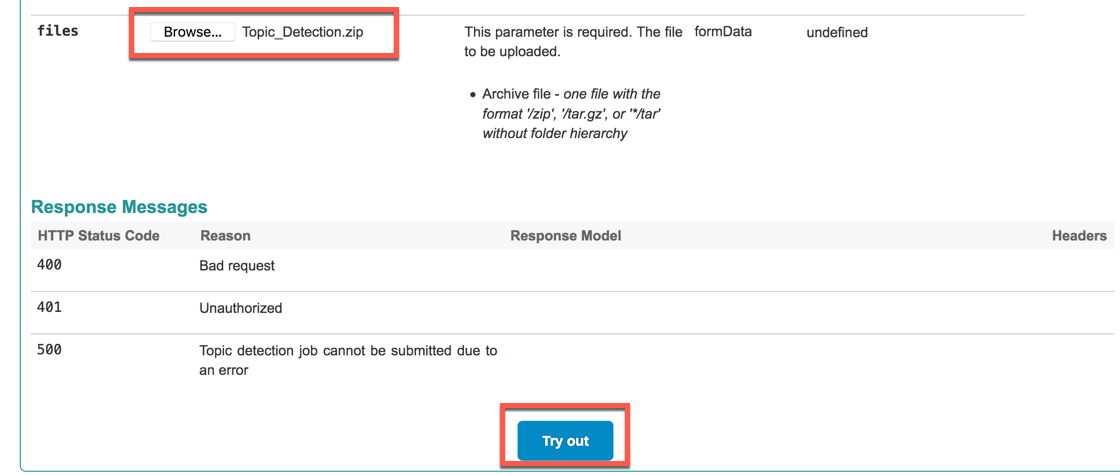 files Browse... Topic_Detection.zip This parameter is required. The file formData undefined
to be uploaded.
• Archive file - one file with the
format '/zip', '/tar.gz', or '*/tar'
without folder hierarchy
Response Messages
HTTP Status Code Reason Response Model Headers
400 Bad request
401 Unauthorized
500 Topic detection job cannot be submitted due to
an error
Try out